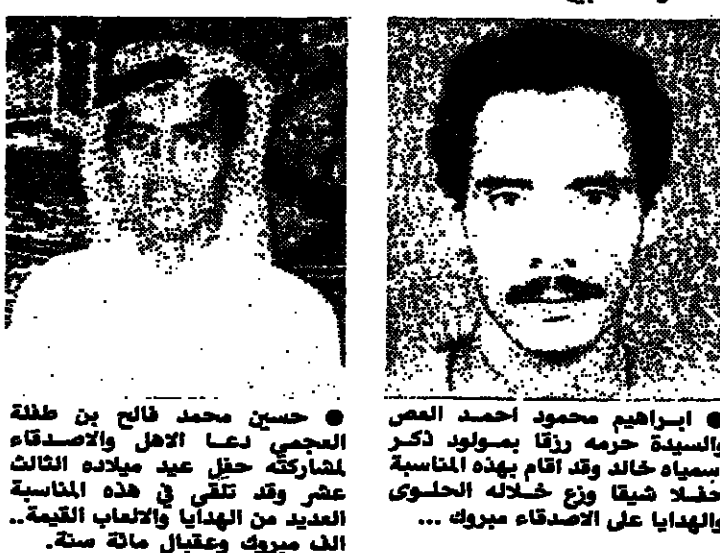 ● ابراهيم محمود احمد العص
والسيدة حرمه رزقا بمولود ذكر
سمياه خالد وقد اقام بهذه المناسبة
حفلا شيقا وزع خلاله الحلوى
والهدايا على الاصدقاء مبروك ...
● حسين محمد فالح بن طفلة
العجمي دعا الاهل والاصدقاء
لمشاركته حفل عيد ميلاده الثالث
عشر وقد تلقى في هذه المناسبة
العديد من الهدايا والالعاب القيمة..
الف مبروك وعقبال مائة سنة.